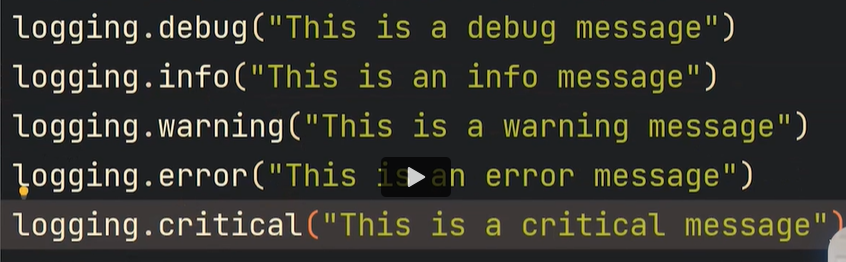 logging.debug("This is a debug message")
logging.info("This is an info message")
logging.warning("This is a warning message")
logging.error("This is an error message")
logging.critical("This is a critical message")